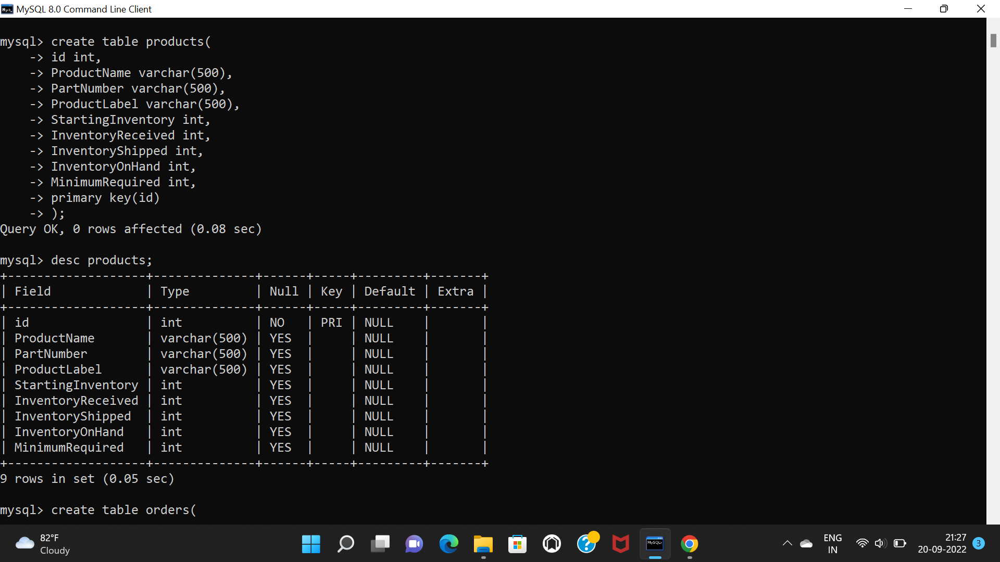 MySQL 8.0 Command Line Client
mysql> create table products(
    -> id int,
    -> ProductName varchar(500),
    -> PartNumber varchar(500),
    -> ProductLabel varchar(500),
    -> StartingInventory int,
    -> InventoryReceived int,
    -> InventoryShipped int,
    -> InventoryOnHand int,
    -> MinimumRequired int,
    -> primary key(id)
    -> );
Query OK, 0 rows affected (0.08 sec)
mysql> desc products;
+-------------------+--------------+------+-----+---------+-------+
| Field             | Type         | Null | Key | Default | Extra |
+-------------------+--------------+------+-----+---------+-------+
| id                | int          | NO   | PRI | NULL    |       |
| ProductName       | varchar(500) | YES  |     | NULL    |       |
| PartNumber        | varchar(500) | YES  |     | NULL    |       |
| ProductLabel      | varchar(500) | YES  |     | NULL    |       |
| StartingInventory | int          | YES  |     | NULL    |       |
| InventoryReceived | int          | YES  |     | NULL    |       |
| InventoryShipped  | int          | YES  |     | NULL    |       |
| InventoryOnHand   | int          | YES  |     | NULL    |       |
| MinimumRequired   | int          | YES  |     | NULL    |       |
+-------------------+--------------+------+-----+---------+-------+
9 rows in set (0.05 sec)
mysql> create table orders(
82°F
Cloudy
MySQL>
ENG
IN
21:27
20-09-2022
3